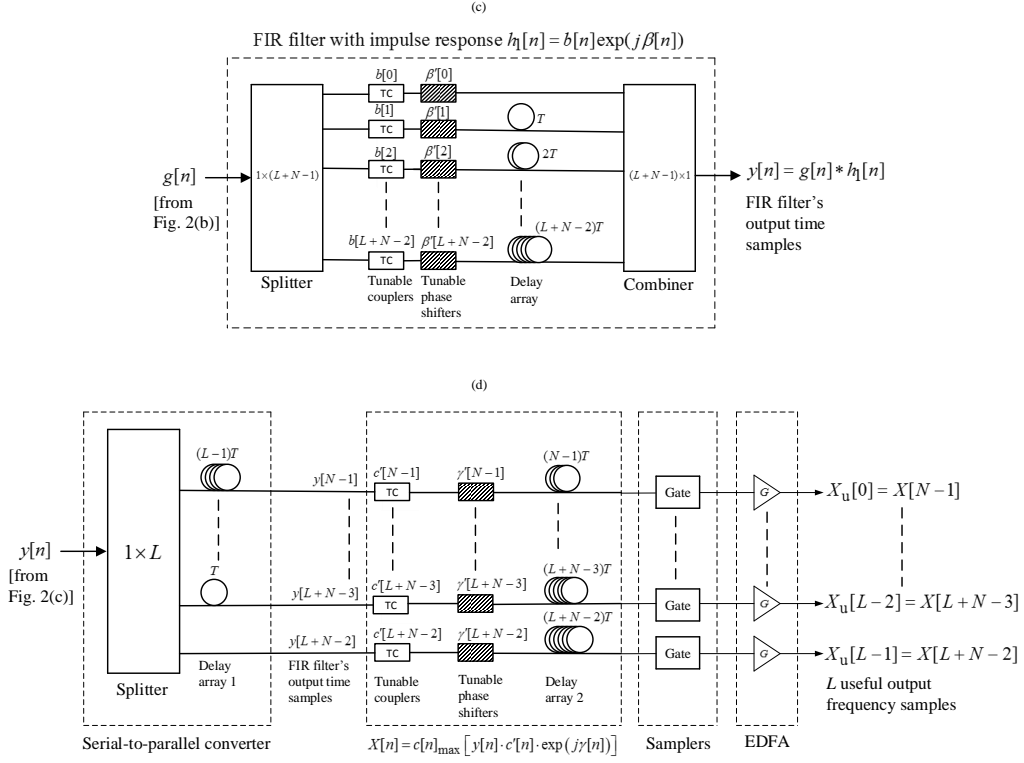 (c)
FIR filter with impulse response h₁[n] = b[n]exp(jβ[n])
b[0] β'[0]
TC
b[1] β'[1]
TC
T
b[2] β'[2]
TC
2T
g[n]
[from
Fig. 2(b)]
1×(L+N−1)
(L+N−1)×1
y[n] = g[n]*h₁[n]
FIR filter's
output time
samples
b[L+N−2] β'[L+N−2]
TC
(L+N−2)T
Splitter
Tunable
couplers
Tunable
phase
shifters
Delay
array
Combiner
(d)
(L−1)T
y[N−1]
c'[N−1]
TC
γ'[N−1]
(N−1)T
Gate
G
X_u[0] = X[N−1]
y[n]
[from
Fig. 2(c)]
1×L
T
y[L+N−3]
c'[L+N−3]
TC
γ'[L+N−3]
(L+N−3)T
Gate
G
X_u[L−2] = X[L+N−3]
y[L+N−2]
c'[L+N−2]
TC
γ'[L+N−2]
(L+N−2)T
Gate
G
X_u[L−1] = X[L+N−2]
Splitter
Delay
array 1
FIR filter's
output time
samples
Tunable
couplers
Tunable
phase
shifters
Delay
array 2
L useful output
frequency samples
Serial-to-parallel converter
X[n] = c[n]_max [y[n]·c'[n]·exp(jγ[n])]
Samplers
EDFA